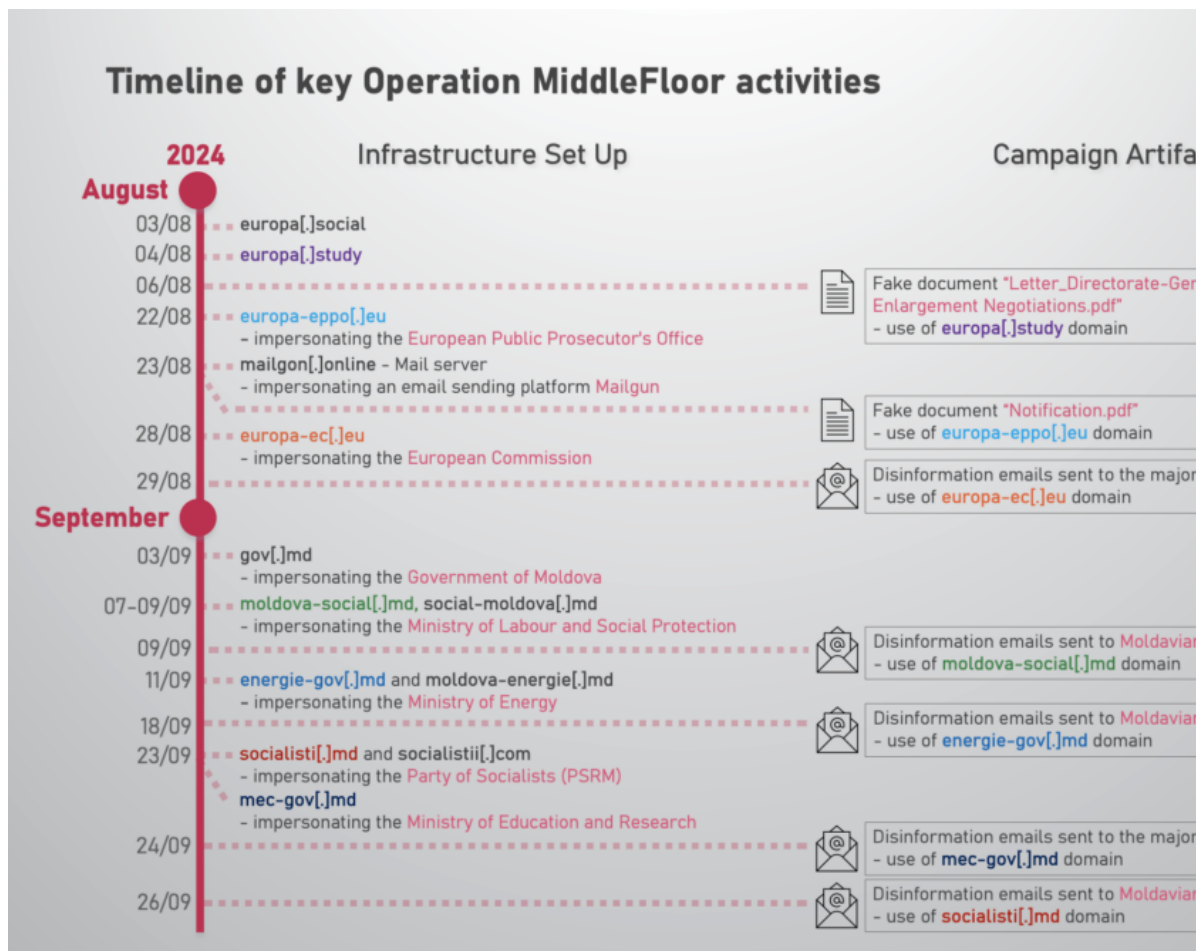 Timeline of key Operation MiddleFloor activities
2024
Infrastructure Set Up
Campaign Artifa
August
03/08
europa[.]social
04/08
europa[.]study
06/08
Fake document "Letter_Directorate-Gen
Enlargement Negotiations.pdf"
- use of europa[.]study domain
22/08
europa-eppo[.]eu
- impersonating the European Public Prosecutor's Office
23/08
mailgon[.]online - Mail server
- impersonating an email sending platform Mailgun
Fake document "Notification.pdf"
- use of europa-eppo[.]eu domain
28/08
europa-ec[.]eu
- impersonating the European Commission
29/08
Disinformation emails sent to the major
- use of europa-ec[.]eu domain
September
03/09
gov[.]md
- impersonating the Government of Moldova
07-09/09
moldova-social[.]md, social-moldova[.]md
- impersonating the Ministry of Labour and Social Protection
09/09
Disinformation emails sent to Moldavian
- use of moldova-social[.]md domain
11/09
energie-gov[.]md and moldova-energie[.]md
- impersonating the Ministry of Energy
18/09
Disinformation emails sent to Moldavian
- use of energie-gov[.]md domain
23/09
socialisti[.]md and socialistii[.]com
- impersonating the Party of Socialists (PSRM)
mec-gov[.]md
- impersonating the Ministry of Education and Research
24/09
Disinformation emails sent to the major
- use of mec-gov[.]md domain
26/09
Disinformation emails sent to Moldavian
- use of socialisti[.]md domain